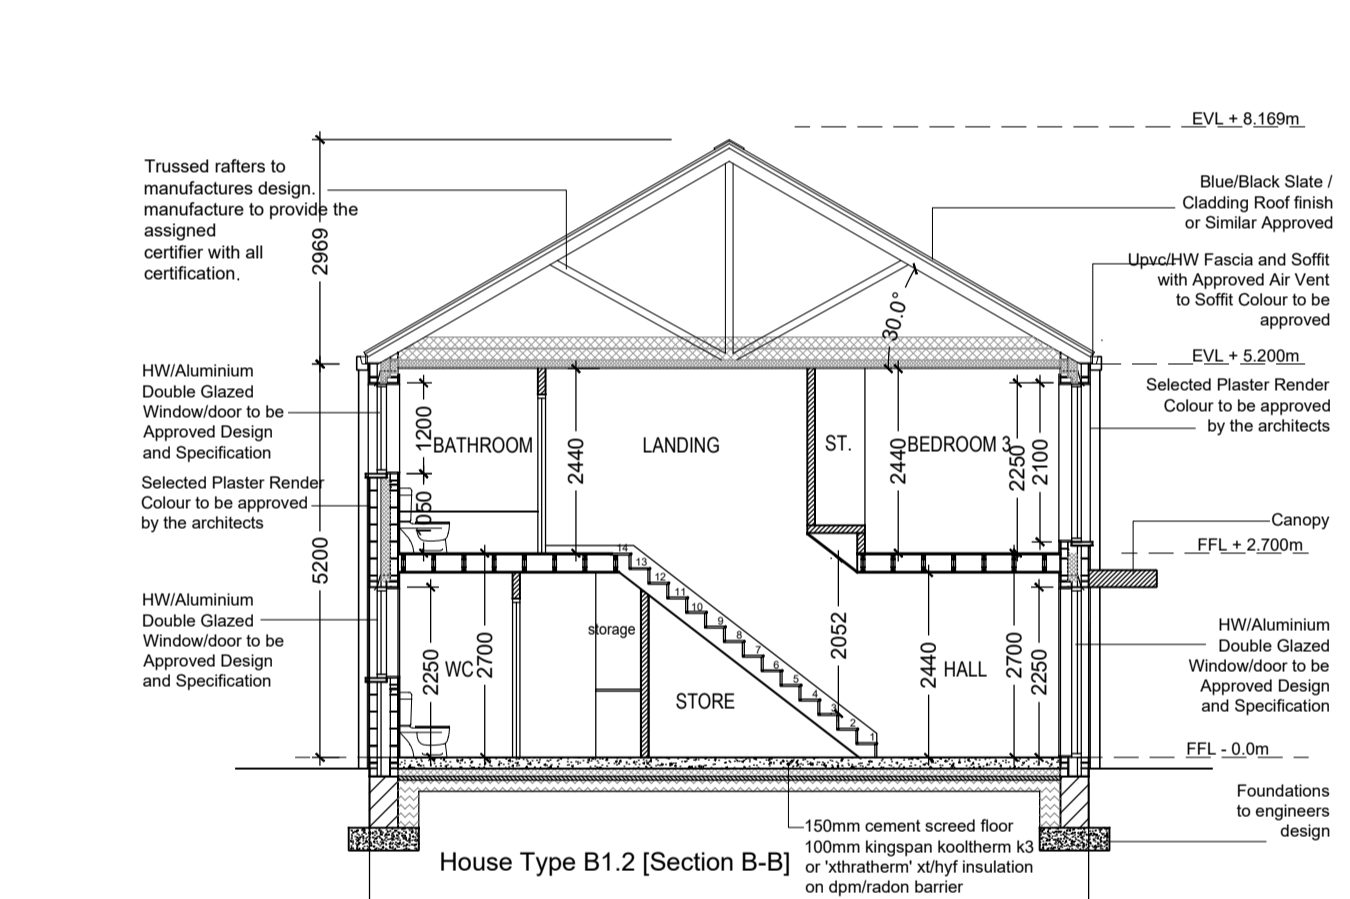 EVL + 8.169m
Trussed rafters to
manufactures design.
manufacture to provide the
assigned
certifier with all
certification.
2969
Blue/Black Slate /
Cladding Roof finish
or Similar Approved
Upvc/HW Fascia and Soffit
with Approved Air Vent
to Soffit Colour to be
approved
30.0°
EVL + 5.200m
HW/Aluminium
Double Glazed
Window/door to be
Approved Design
and Specification
Selected Plaster Render
Colour to be approved
by the architects
1200
BATHROOM
2440
LANDING
ST.
2440
BEDROOM 3
2250
2100
Selected Plaster Render
Colour to be approved
by the architects
1050
Canopy
FFL + 2.700m
5200
14
13
12
11
10
9
8
7
6
5
4
3
2
1
HW/Aluminium
Double Glazed
Window/door to be
Approved Design
and Specification
2250
WC
2700
storage
STORE
2052
2440
HALL
2700
2250
HW/Aluminium
Double Glazed
Window/door to be
Approved Design
and Specification
FFL - 0.0m
Foundations
to engineers
design
150mm cement screed floor
100mm kingspan kooltherm k3
or 'xthratherm' xt/hyf insulation
on dpm/radon barrier
House Type B1.2 [Section B-B]